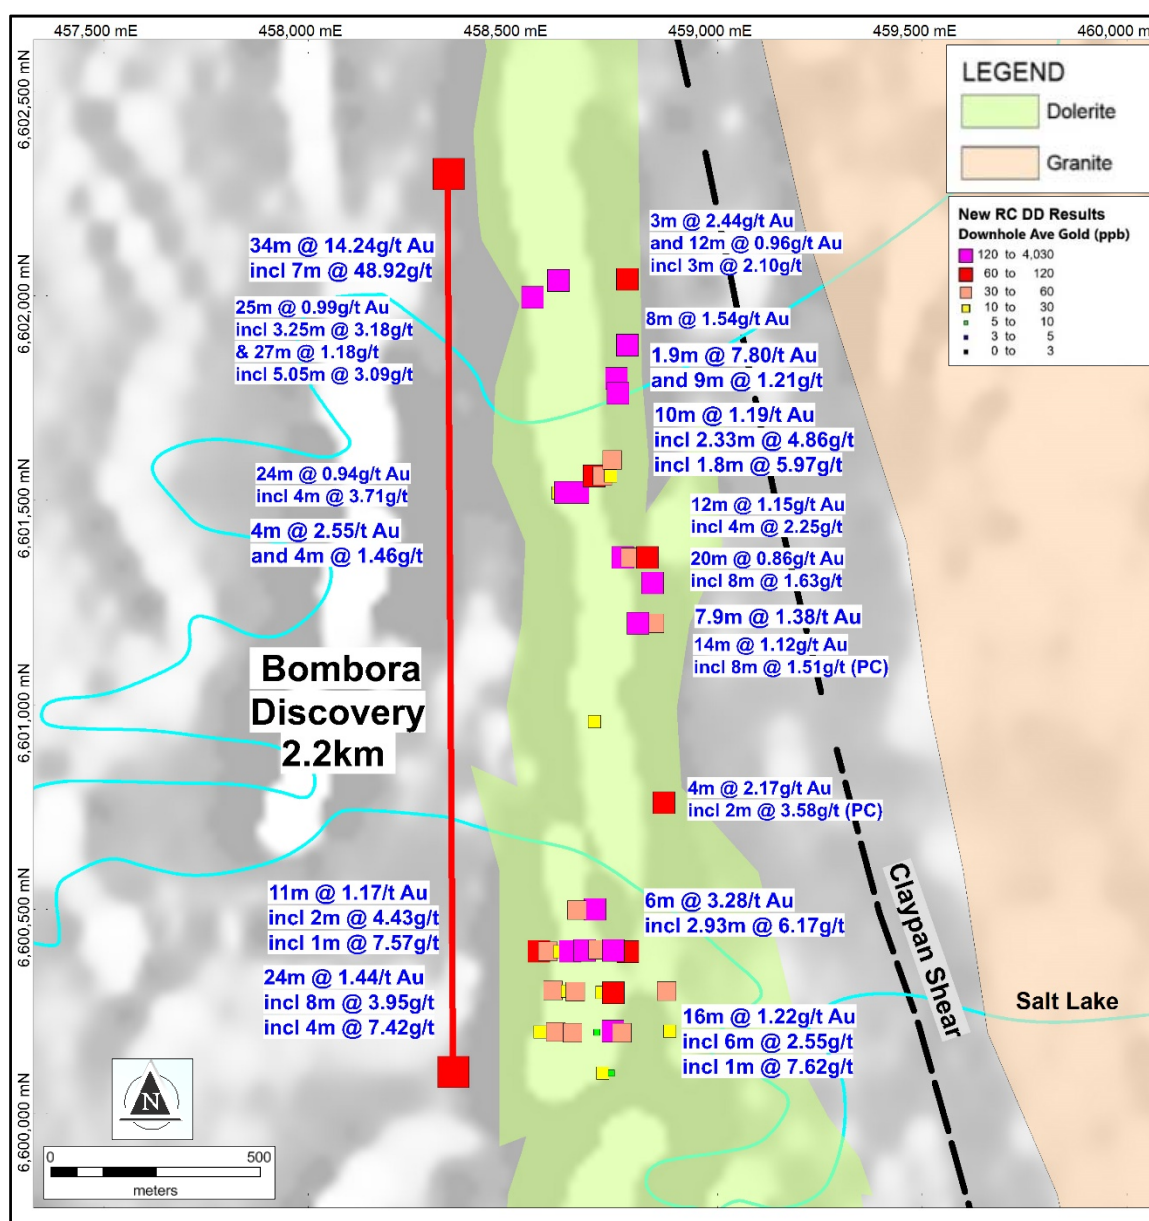 457,500 mE
458,000 mE
458,500 mE
459,000 mE
459,500 mE
460,000 mE
6,602,500 mN
6,602,000 mN
6,601,500 mN
6,601,000 mN
6,600,500 mN
6,600,000 mN
LEGEND
Dolerite
Granite
New RC DD Results
Downhole Ave Gold (ppb)
120 to 4,030
60 to 120
30 to 60
10 to 30
5 to 10
3 to 5
0 to 3
34m @ 14.24g/t Au
incl 7m @ 48.92g/t
25m @ 0.99g/t Au
incl 3.25m @ 3.18g/t
& 27m @ 1.18g/t
incl 5.05m @ 3.09g/t
24m @ 0.94g/t Au
incl 4m @ 3.71g/t
4m @ 2.55/t Au
and 4m @ 1.46g/t
Bombora
Discovery
2.2km
11m @ 1.17/t Au
incl 2m @ 4.43g/t
incl 1m @ 7.57g/t
24m @ 1.44/t Au
incl 8m @ 3.95g/t
incl 4m @ 7.42g/t
3m @ 2.44g/t Au
and 12m @ 0.96g/t Au
incl 3m @ 2.10g/t
8m @ 1.54g/t Au
1.9m @ 7.80/t Au
and 9m @ 1.21g/t
10m @ 1.19/t Au
incl 2.33m @ 4.86g/t
incl 1.8m @ 5.97g/t
12m @ 1.15g/t Au
incl 4m @ 2.25g/t
20m @ 0.86g/t Au
incl 8m @ 1.63g/t
7.9m @ 1.38/t Au
14m @ 1.12g/t Au
incl 8m @ 1.51g/t (PC)
4m @ 2.17g/t Au
incl 2m @ 3.58g/t (PC)
6m @ 3.28/t Au
incl 2.93m @ 6.17g/t
16m @ 1.22g/t Au
incl 6m @ 2.55g/t
incl 1m @ 7.62g/t
Claypan Shear
Salt Lake
N
0 500
meters